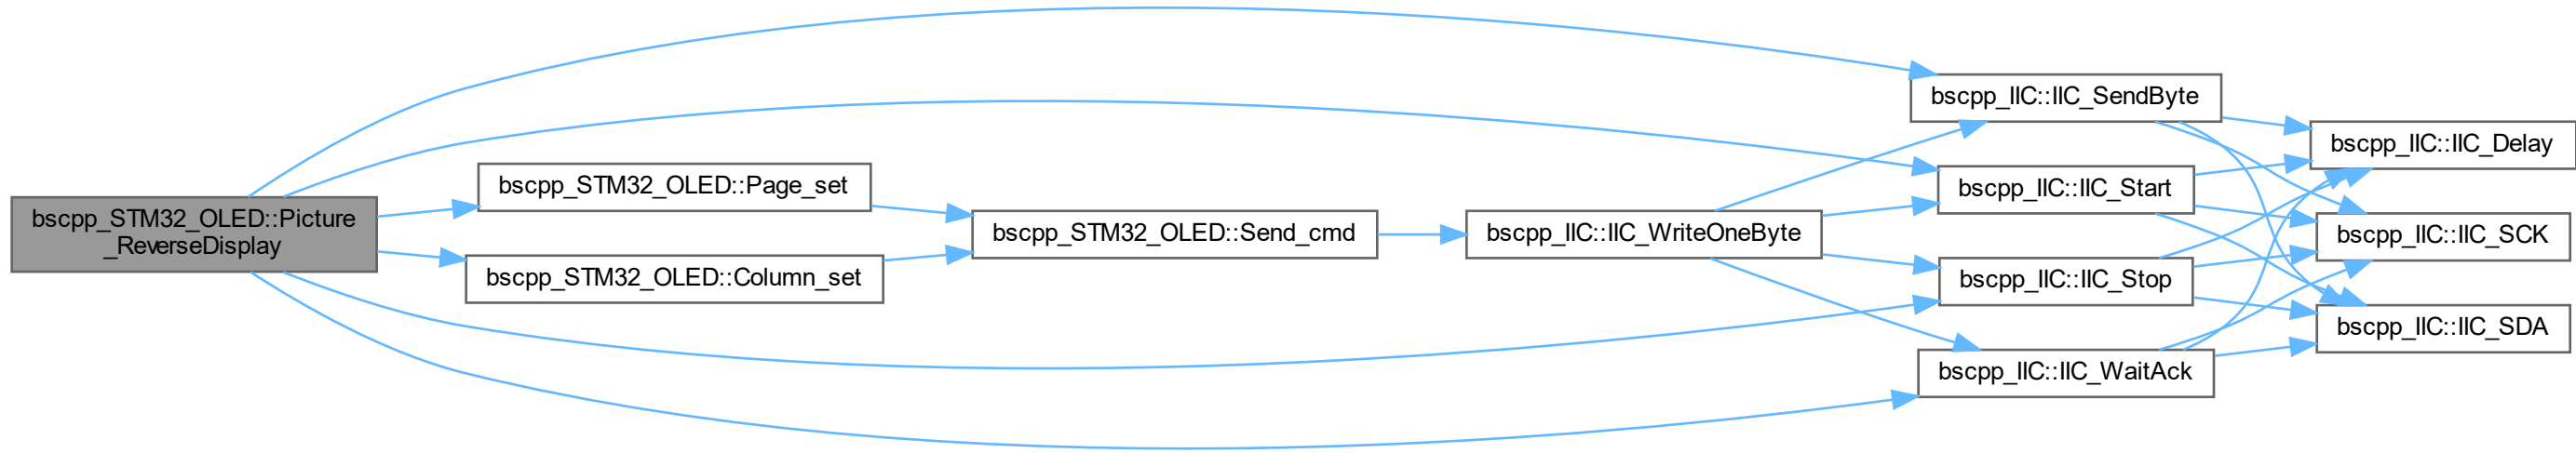 bscpp_STM32_OLED::Picture
_ReverseDisplay
bscpp_STM32_OLED::Page_set
bscpp_STM32_OLED::Column_set
bscpp_STM32_OLED::Send_cmd
bscpp_IIC::IIC_WriteOneByte
bscpp_IIC::IIC_SendByte
bscpp_IIC::IIC_Start
bscpp_IIC::IIC_Stop
bscpp_IIC::IIC_WaitAck
bscpp_IIC::IIC_Delay
bscpp_IIC::IIC_SCK
bscpp_IIC::IIC_SDA